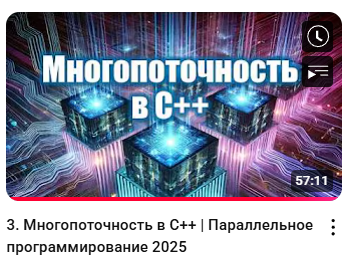 Многопоточность
в C++
57:11
3. Многопоточность в C++ | Параллельное
программирование 2025